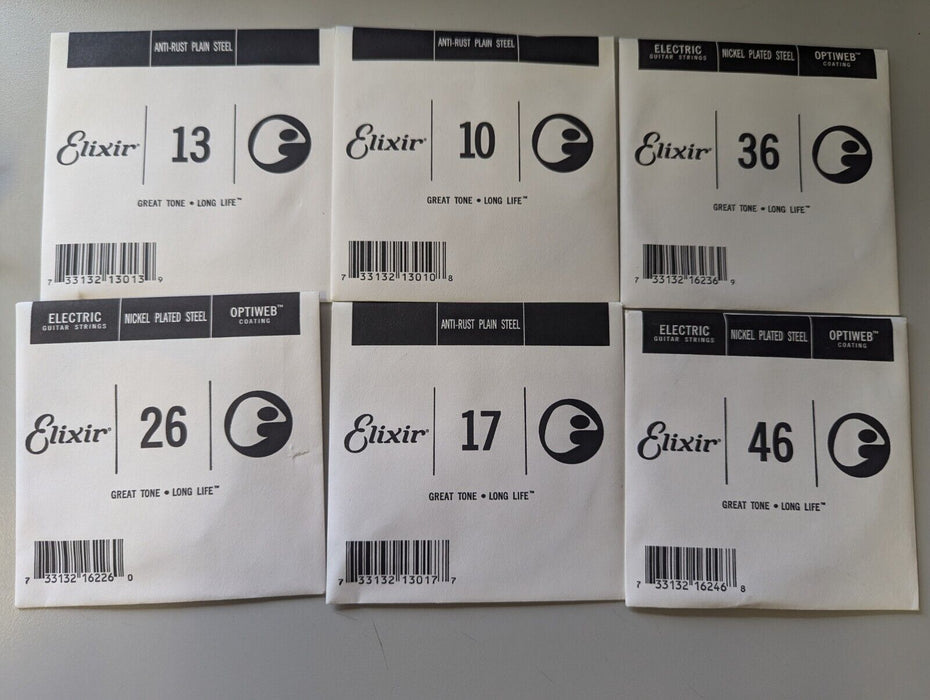 ANTI-RUST PLAIN STEEL
Elixir® 13
GREAT TONE • LONG LIFE™
7 33132 13013 9
ANTI-RUST PLAIN STEEL
Elixir® 10
GREAT TONE • LONG LIFE™
7 33132 13010 8
ELECTRIC NICKEL PLATED STEEL OPTIWEB™
GUITAR STRINGS COATING
Elixir® 36
GREAT TONE • LONG LIFE™
7 33132 16236 9
ELECTRIC NICKEL PLATED STEEL OPTIWEB™
GUITAR STRINGS COATING
Elixir® 26
GREAT TONE • LONG LIFE™
7 33132 16226 0
ANTI-RUST PLAIN STEEL
Elixir® 17
GREAT TONE • LONG LIFE™
7 33132 13017 7
ELECTRIC NICKEL PLATED STEEL OPTIWEB™
GUITAR STRINGS COATING
Elixir® 46
GREAT TONE • LONG LIFE™
7 33132 16246 8